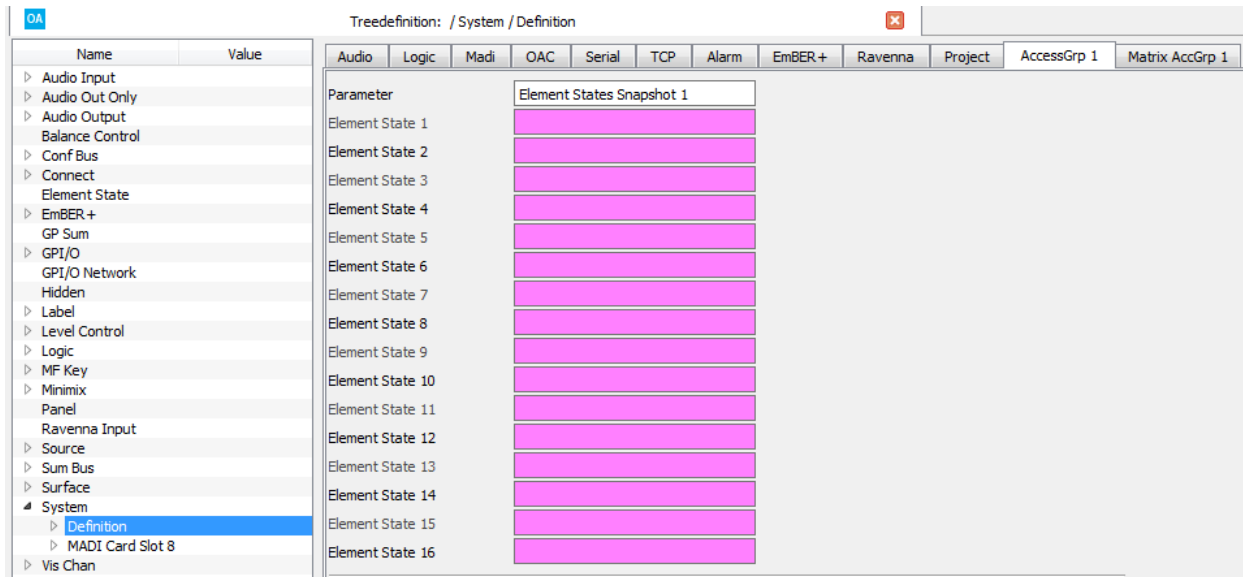 OA
Treedefinition: / System / Definition
Name Value
Audio Input
Audio Out Only
Audio Output
Balance Control
Conf Bus
Connect
Element State
EmBER+
GP Sum
GPI/O
GPI/O Network
Hidden
Label
Level Control
Logic
MF Key
Minimix
Panel
Ravenna Input
Source
Sum Bus
Surface
System
Definition
MADI Card Slot 8
Vis Chan
Audio Logic Madi OAC Serial TCP Alarm EmBER+ Ravenna Project AccessGrp 1 Matrix AccGrp 1
Parameter Element States Snapshot 1
Element State 1
Element State 2
Element State 3
Element State 4
Element State 5
Element State 6
Element State 7
Element State 8
Element State 9
Element State 10
Element State 11
Element State 12
Element State 13
Element State 14
Element State 15
Element State 16